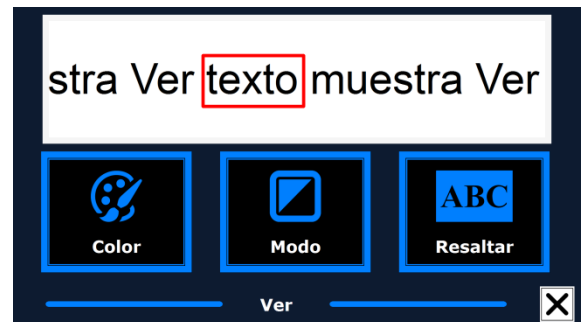 stra Ver texto muestra Ver
ABC
Color Modo Resaltar
Ver